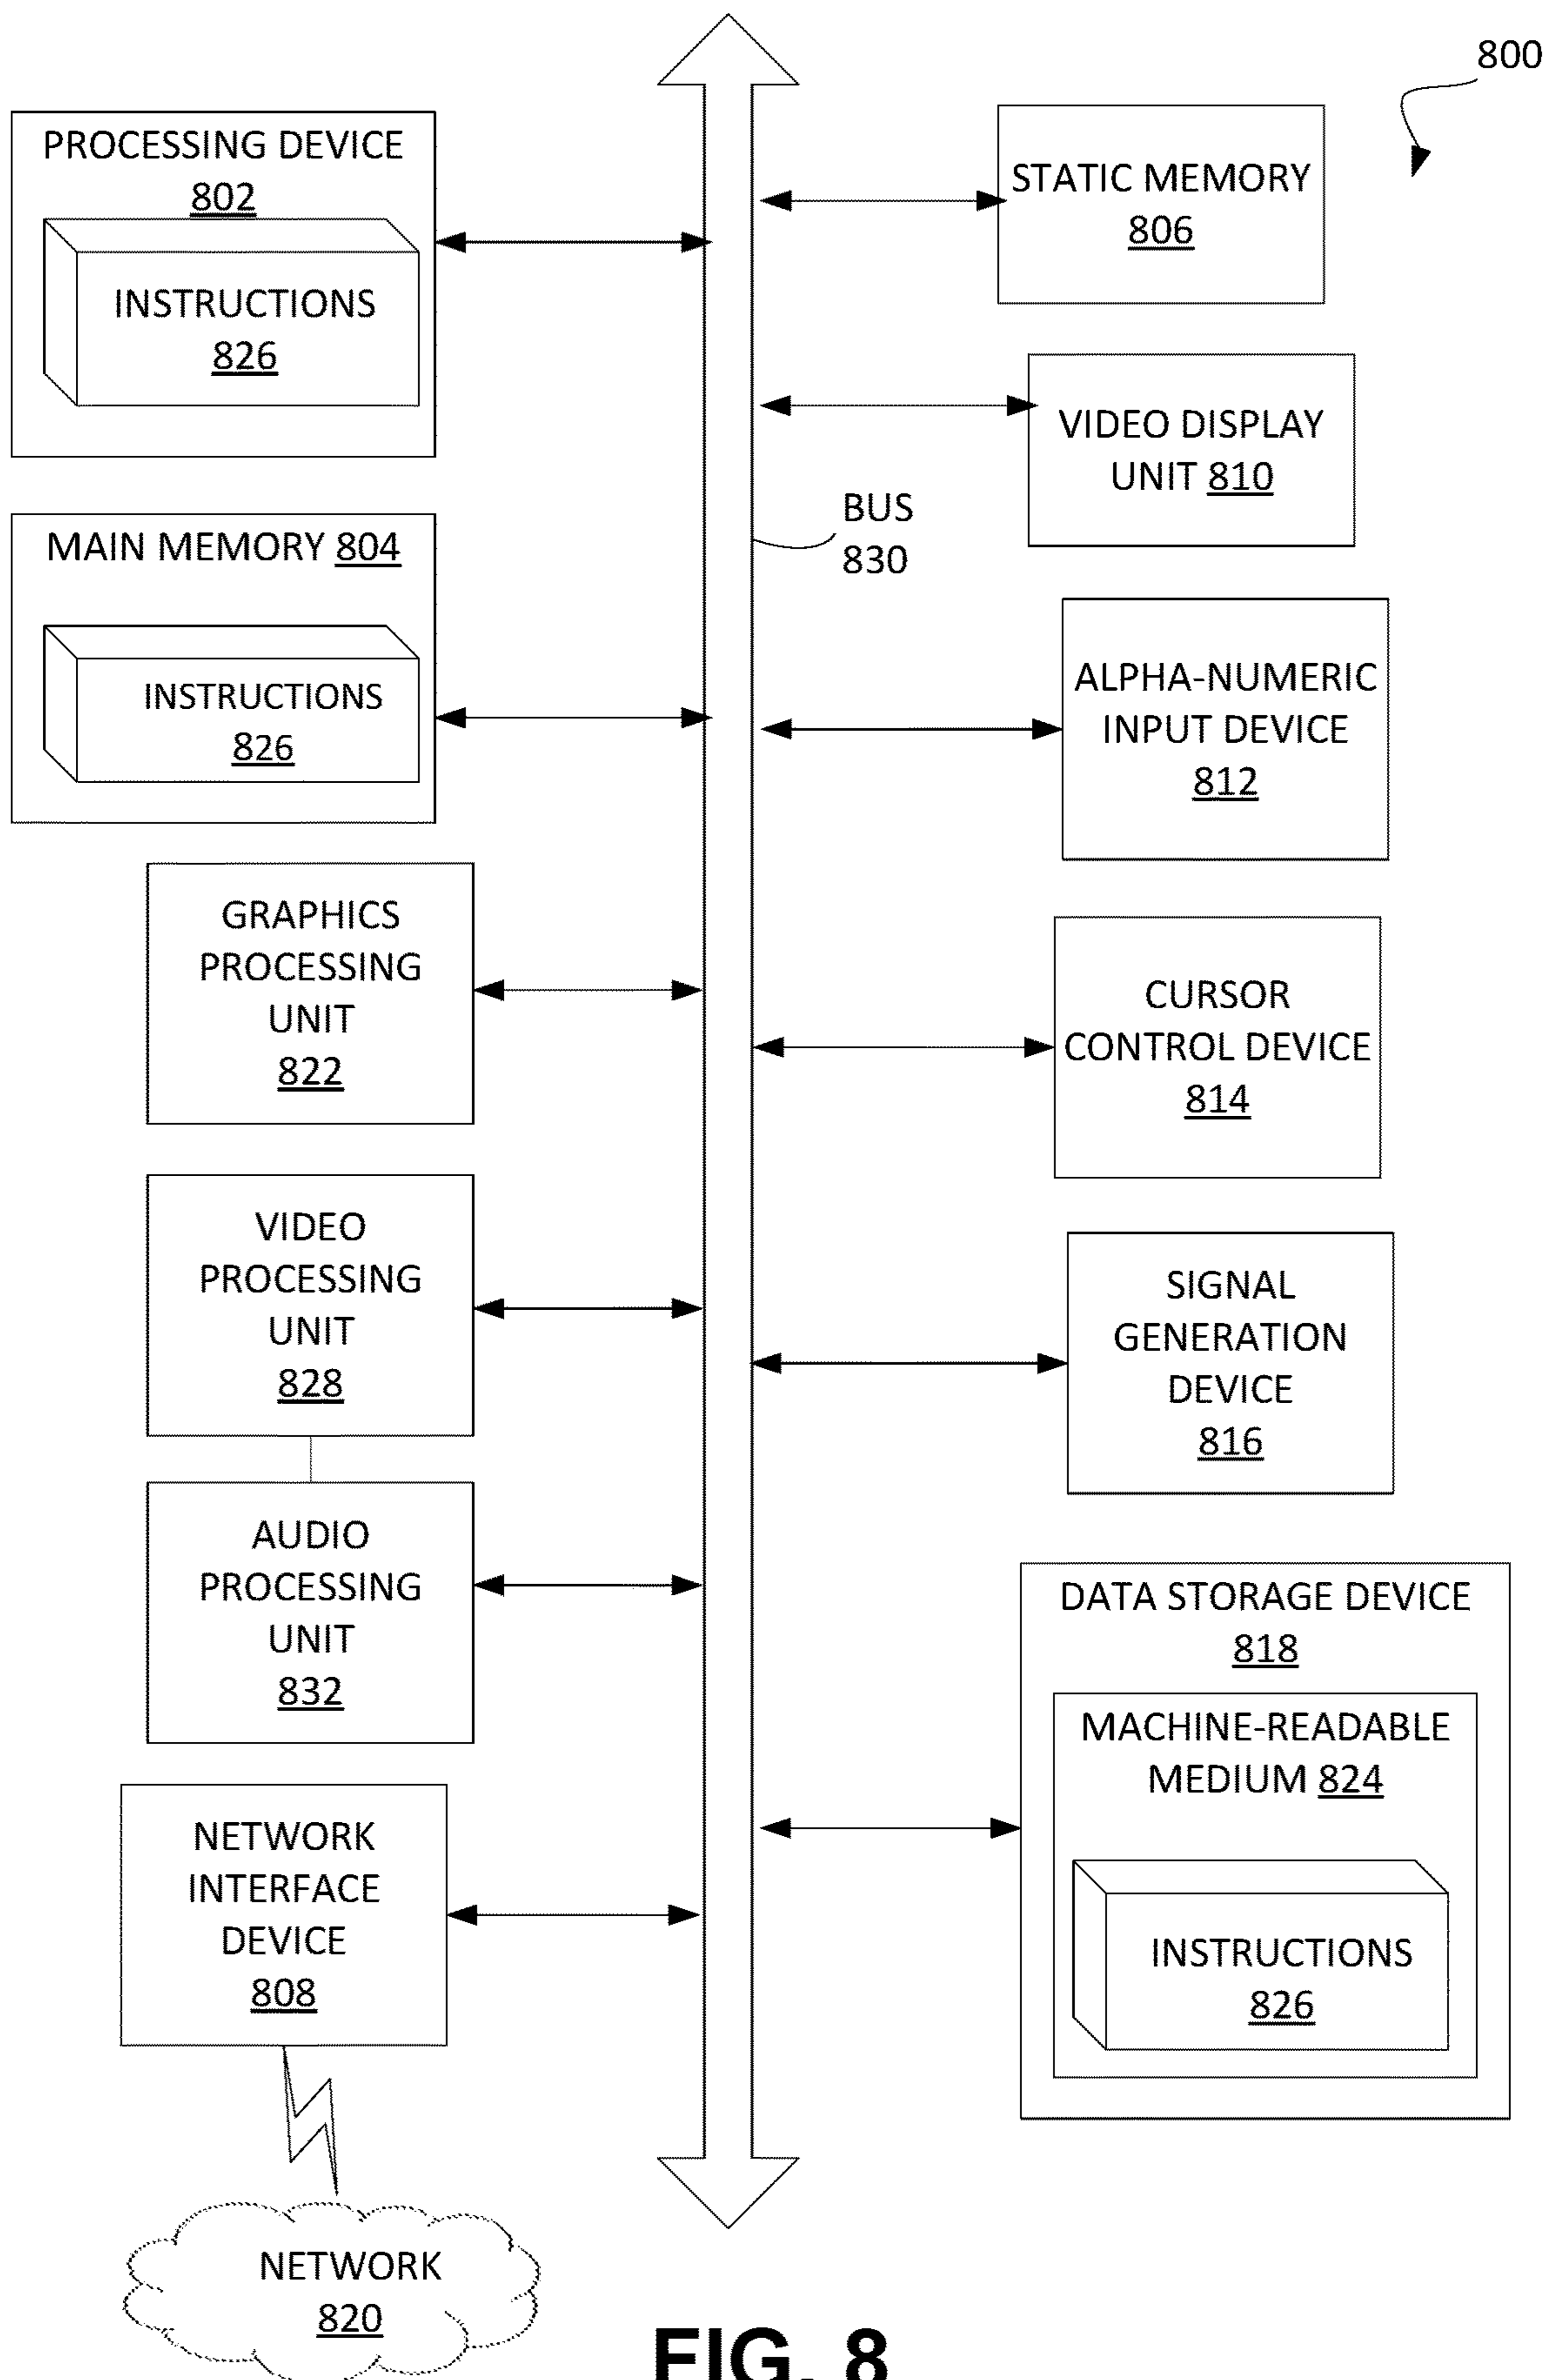 800
PROCESSING DEVICE
802
INSTRUCTIONS
826
MAIN MEMORY 804
INSTRUCTIONS
826
GRAPHICS
PROCESSING
UNIT
822
VIDEO
PROCESSING
UNIT
828
AUDIO
PROCESSING
UNIT
832
NETWORK
INTERFACE
DEVICE
808
NETWORK
820
BUS
830
STATIC MEMORY
806
VIDEO DISPLAY
UNIT 810
ALPHA-NUMERIC
INPUT DEVICE
812
CURSOR
CONTROL DEVICE
814
SIGNAL
GENERATION
DEVICE
816
DATA STORAGE DEVICE
818
MACHINE-READABLE
MEDIUM 824
INSTRUCTIONS
826
FIG. 8